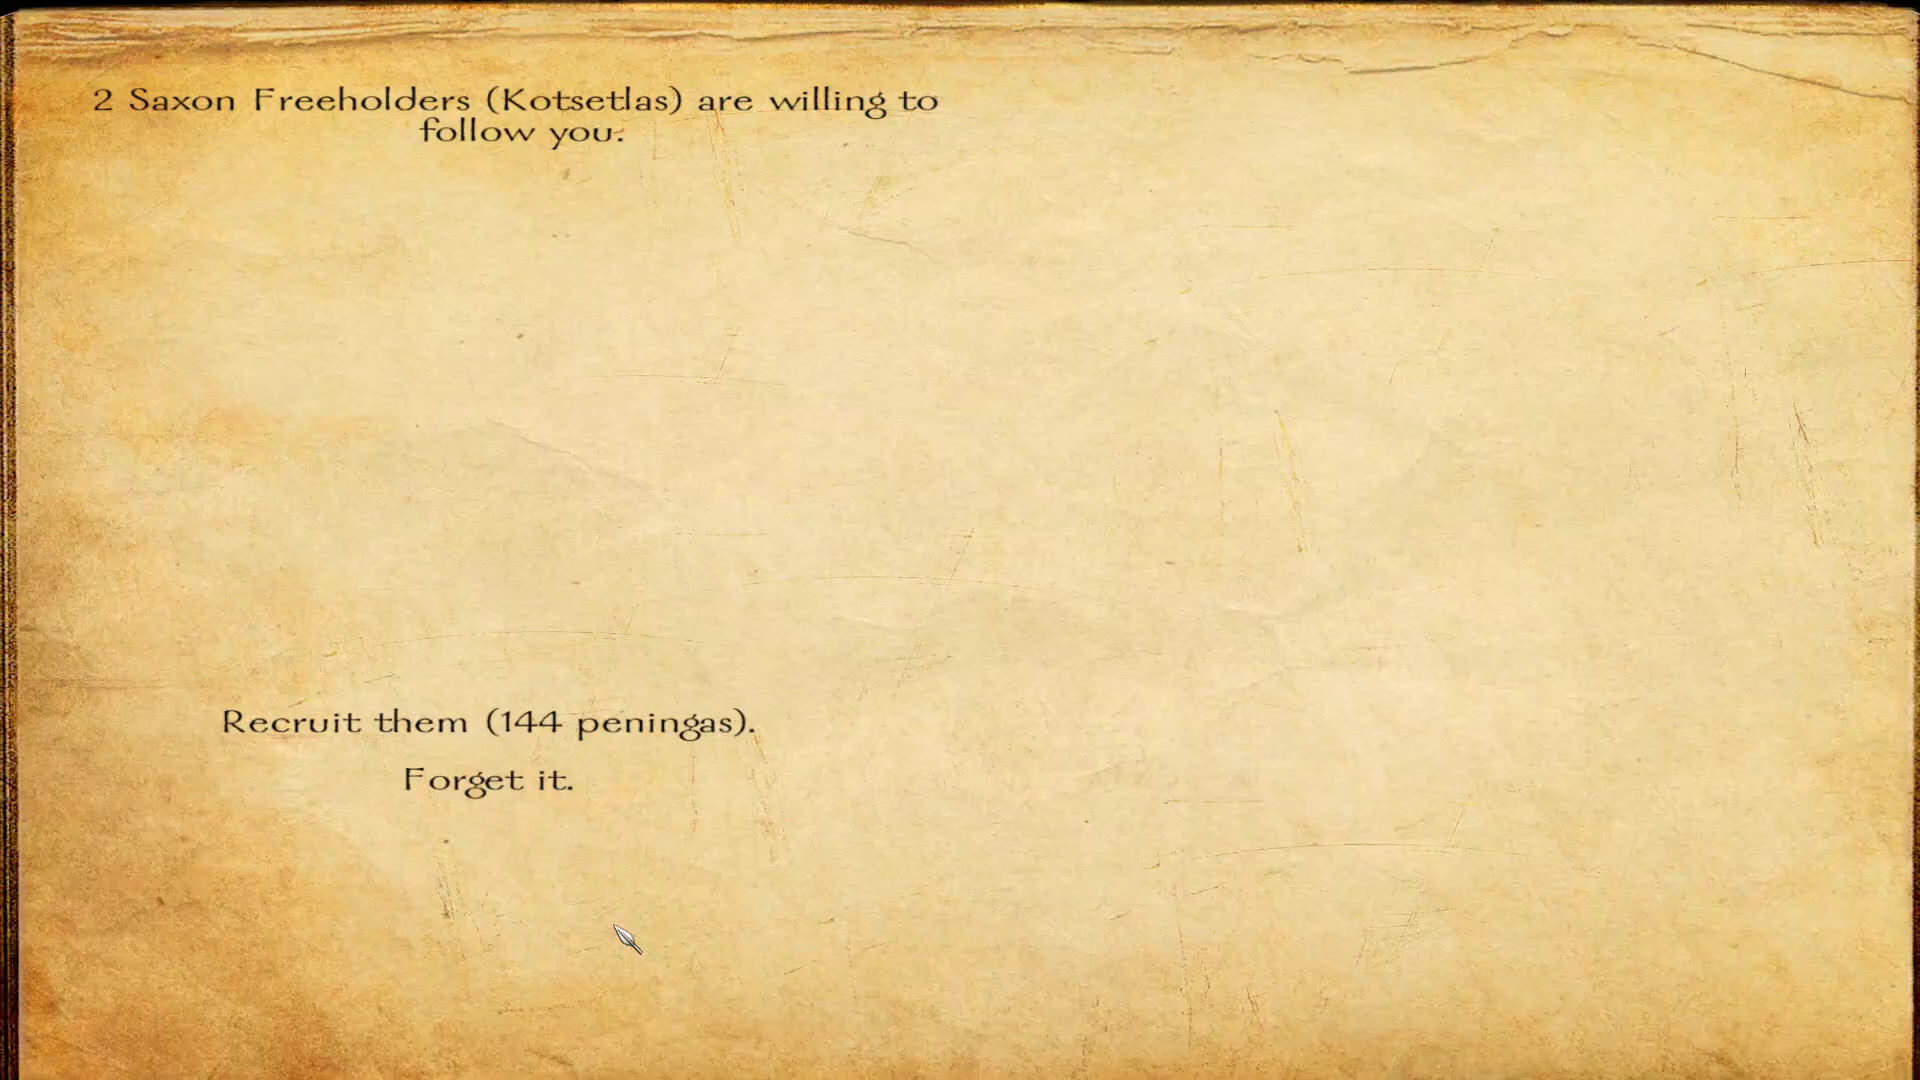 2 Saxon Freeholders (Kotsetlas) are willing to
follow you.
Recruit them (144 peningas).
Forget it.